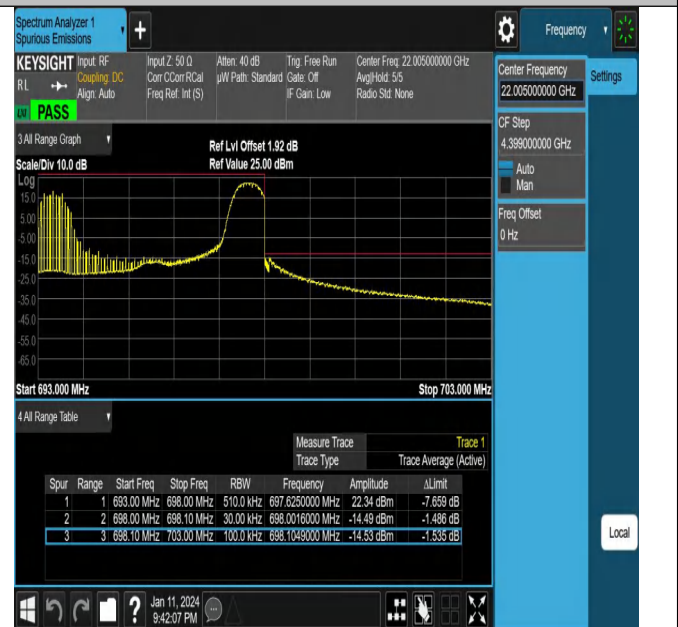 Spectrum Analyzer 1
Spurious Emissions
+
Frequency
KEYSIGHT Input: RF Input Z: 50 Ω Atten: 40 dB Trig: Free Run Center Freq: 22.005000000 GHz
RL Coupling: DC Corr CCorr RCal µW Path: Standard Gate: Off Avg|Hold: 5/5
Align: Auto Freq Ref: Int (S) IF Gain: Low Radio Std: None
PASS
Center Frequency
22.005000000 GHz
Settings
CF Step
4.399000000 GHz
Auto
Man
Freq Offset
0 Hz
3 All Range Graph
Ref Lvl Offset 1.92 dB
Scale/Div 10.0 dB Ref Value 25.00 dBm
Log
15.0
5.00
-5.00
-15.0
-25.0
-35.0
-45.0
-55.0
-65.0
Start 693.000 MHz Stop 703.000 MHz
4 All Range Table
Measure Trace Trace 1
Trace Type Trace Average (Active)
Spur Range Start Freq Stop Freq RBW Frequency Amplitude ΔLimit
1 1 693.00 MHz 698.00 MHz 510.0 kHz 697.6250000 MHz 22.34 dBm -7.659 dB
2 2 698.00 MHz 698.10 MHz 30.00 kHz 698.0016000 MHz -14.49 dBm -1.486 dB
3 3 698.10 MHz 703.00 MHz 100.0 kHz 698.1049000 MHz -14.53 dBm -1.535 dB
Local
?
Jan 11, 2024
9:42:07 PM